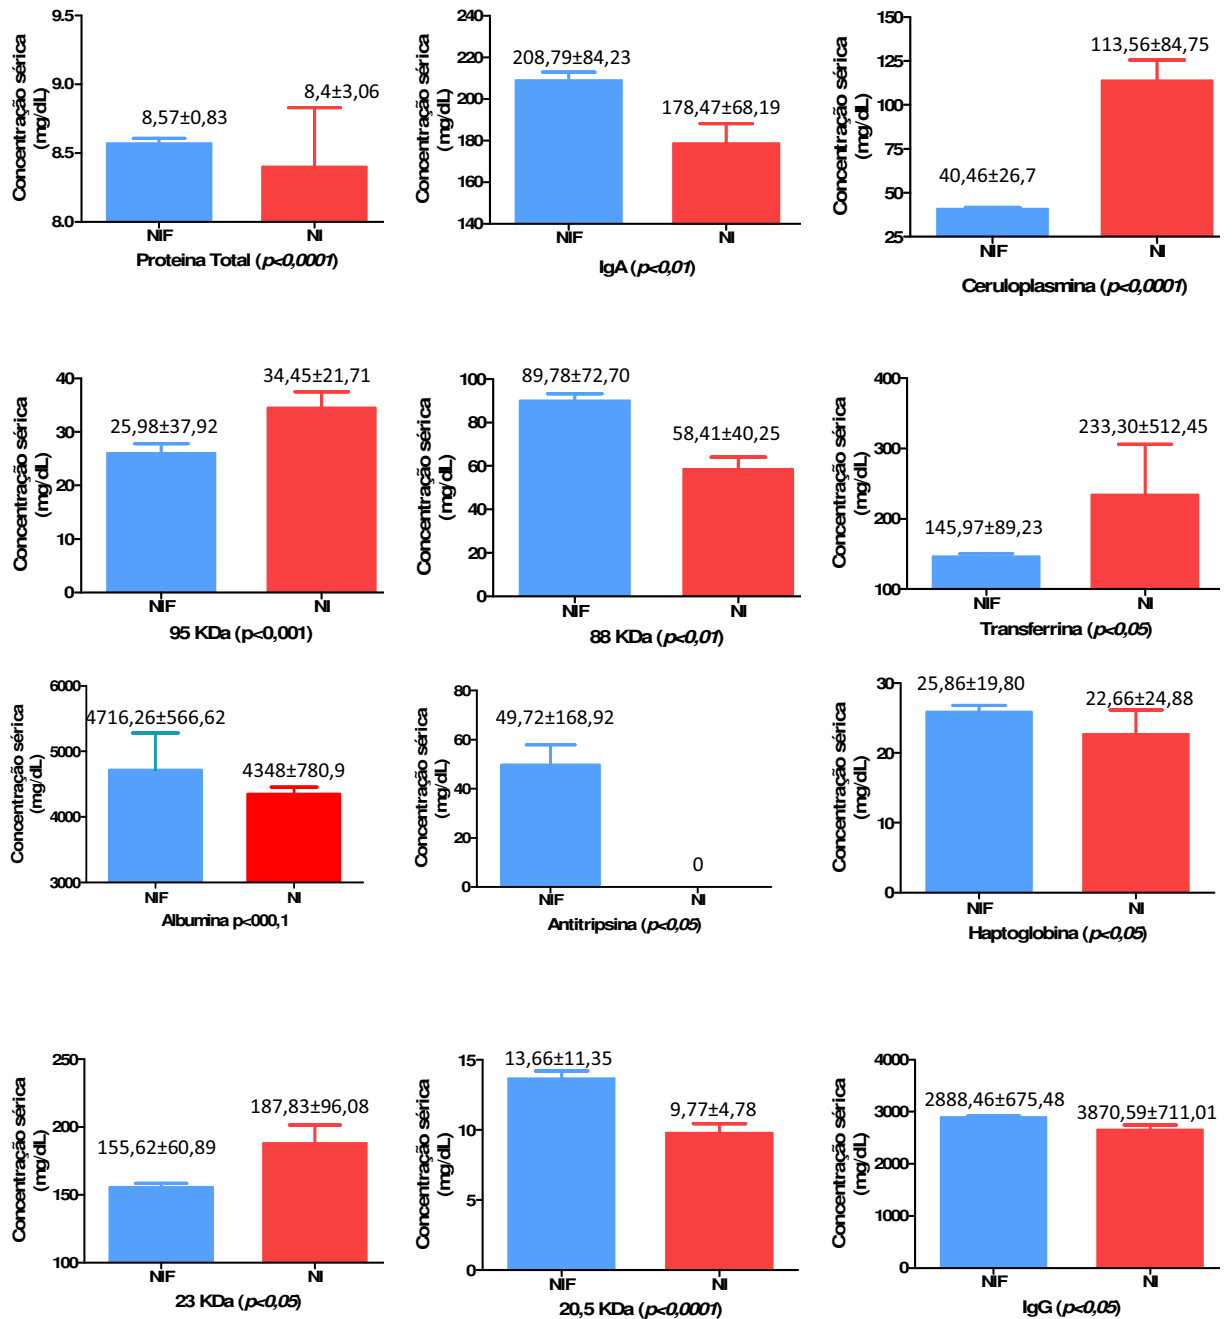 Concentração sérica
(mg/dL)
9.5
9.0
8.5
8.0
8,57±0,83
8,4±3,06
NIF
NI
Proteina Total (p<0,0001)
Concentração sérica
(mg/dL)
240
220
200
180
160
140
208,79±84,23
178,47±68,19
NIF
NI
IgA (p<0,01)
Concentração sérica
(mg/dL)
150
125
100
75
50
25
40,46±26,7
113,56±84,75
NIF
NI
Ceruloplasmina (p<0,0001)
Concentração sérica
(mg/dL)
40
30
20
10
0
25,98±37,92
34,45±21,71
NIF
NI
95 KDa (p<0,001)
Concentração sérica
(mg/dL)
100
80
60
40
20
0
89,78±72,70
58,41±40,25
NIF
NI
88 KDa (p<0,01)
Concentração sérica
(mg/dL)
400
300
200
100
145,97±89,23
233,30±512,45
NIF
NI
Transferrina (p<0,05)
Concentração sérica
(mg/dL)
6000
5000
4000
3000
4716,26±566,62
4348±780,9
NIF
NI
Albumina p<000,1
Concentração sérica
(mg/dL)
80
60
40
20
0
49,72±168,92
0
NIF
NI
Antitripsina (p<0,05)
Concentração sérica
(mg/dL)
30
20
10
0
25,86±19,80
22,66±24,88
NIF
NI
Haptoglobina (p<0,05)
Concentração sérica
(mg/dL)
250
200
150
100
155,62±60,89
187,83±96,08
NIF
NI
23 KDa (p<0,05)
Concentração sérica
(mg/dL)
15
10
5
0
13,66±11,35
9,77±4,78
NIF
NI
20,5 KDa (p<0,0001)
Concentração sérica
(mg/dL)
4000
3000
2000
1000
0
2888,46±675,48
3870,59±711,01
NIF
NI
IgG (p<0,05)